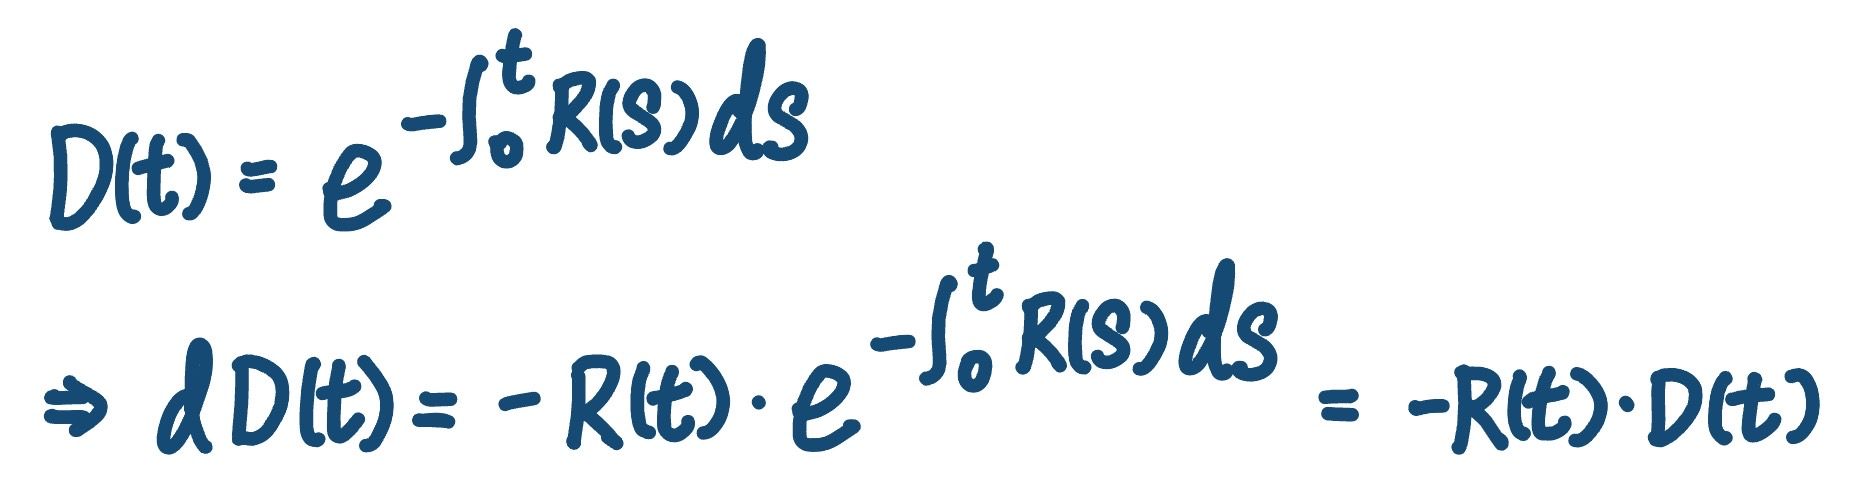 D(t) = e^{-∫_0^t R(s)ds}
⇒ dD(t) = -R(t)·e^{-∫_0^t R(s)ds} = -R(t)·D(t)